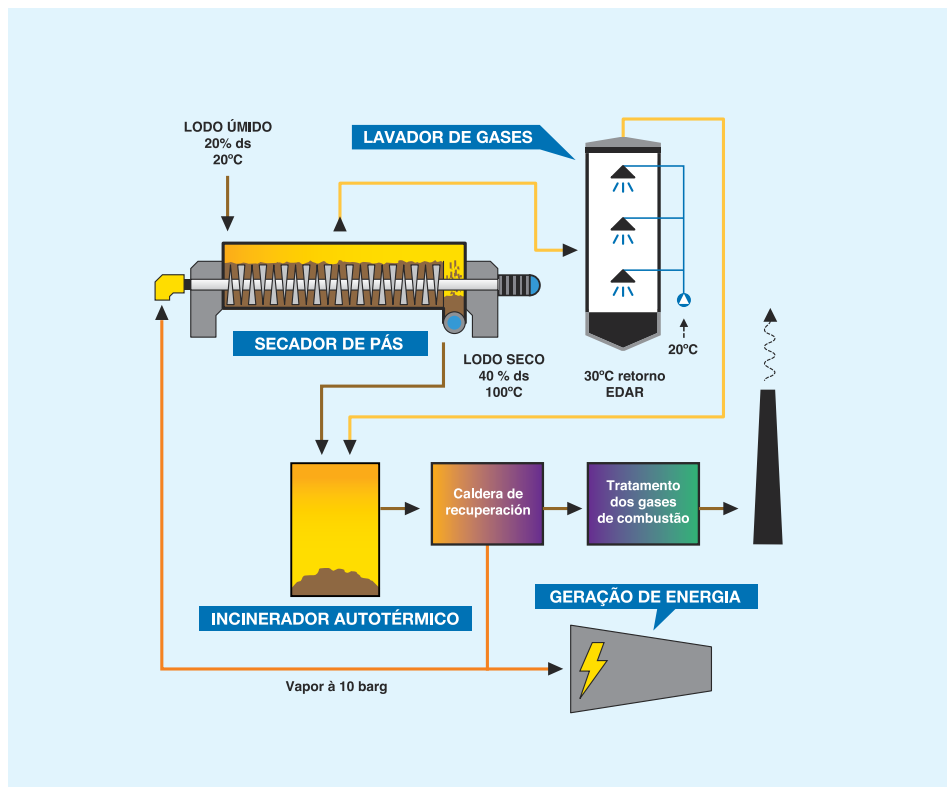 LODO ÚMIDO
20% ds
20ºC
LAVADOR DE GASES
SECADOR DE PÁS
LODO SECO
40 % ds
100ºC
20ºC
30ºC retorno
EDAR
Caldera de
recuperación
Tratamento
dos gases
de combustão
INCINERADOR AUTOTÉRMICO
GERAÇÃO DE ENERGIA
Vapor à 10 barg